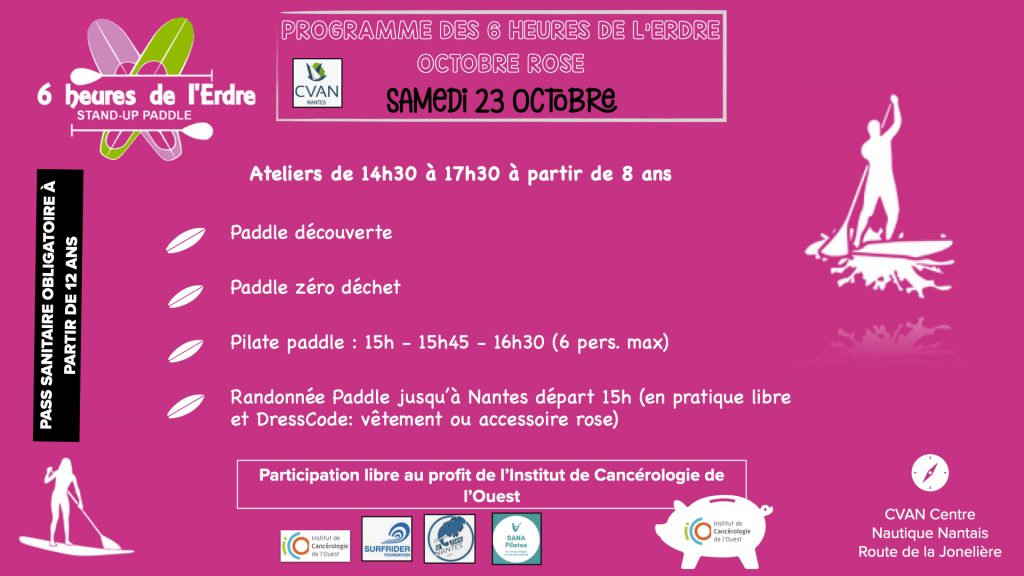 6 heures de l'Erdre
STAND-UP PADDLE
PROGRAMME DES 6 HEURES DE L'ERDRE
OCTOBRE ROSE
CVAN
NANTES
SAMEDI 23 OCTOBRE
PASS SANITAIRE OBLIGATOIRE À
PARTIR DE 12 ANS
Ateliers de 14h30 à 17h30 à partir de 8 ans
Paddle découverte
Paddle zéro déchet
Pilate paddle : 15h - 15h45 - 16h30 (6 pers. max)
Randonnée Paddle jusqu'à Nantes départ 15h (en pratique libre
et DressCode: vêtement ou accessoire rose)
Participation libre au profit de l'Institut de Cancérologie de
l'Ouest
ico
Institut de
Cancérologie
de l'Ouest
SURFRIDER
FOUNDATION
NANTES
SANA
Pilates
ico
Institut de
Cancérologie
de l'Ouest
CVAN Centre
Nautique Nantais
Route de la Jonelière